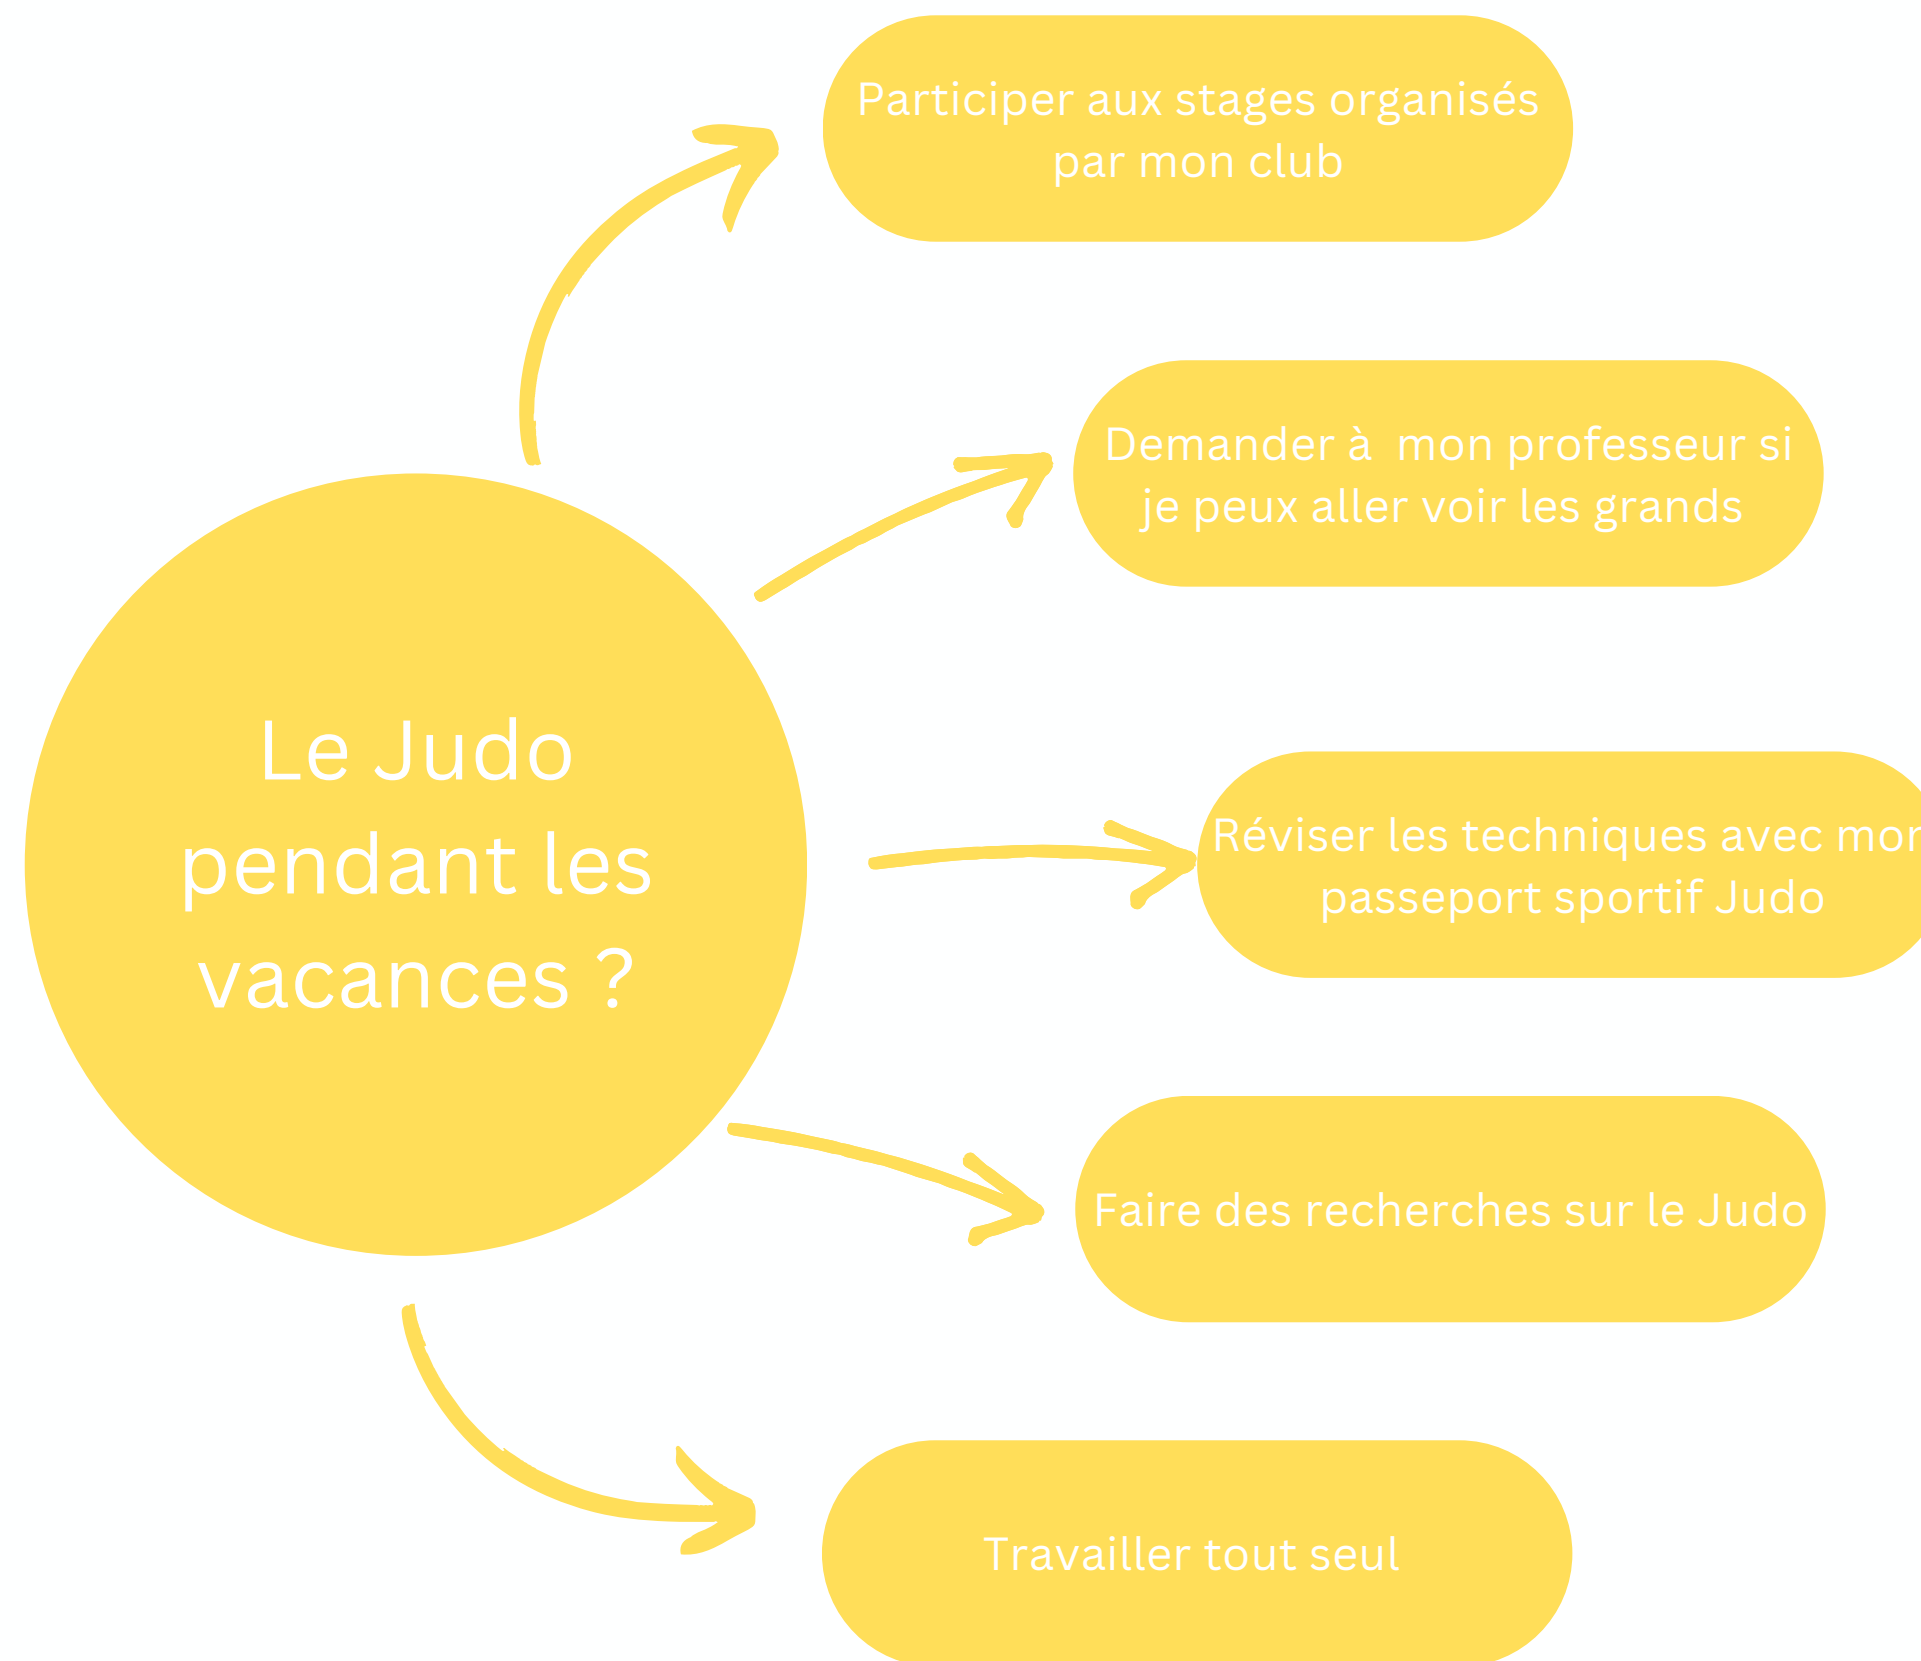 Participer aux stages organisés
par mon club
Demander à  mon professeur si
je peux aller voir les grands
Le Judo
pendant les
vacances ?
Réviser les techniques avec mon
passeport sportif Judo
Faire des recherches sur le Judo
Travailler tout seul